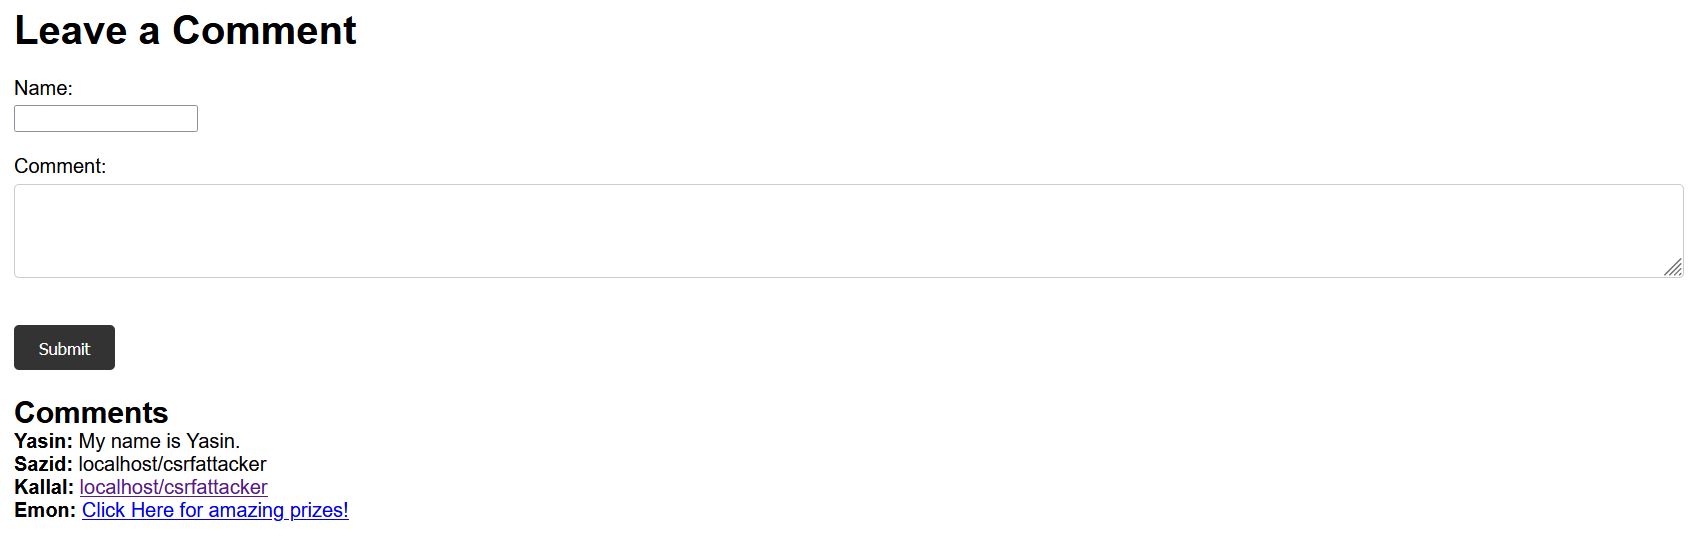 Leave a Comment
Name:
Comment:
Submit
Comments
Yasin: My name is Yasin.
Sazid: localhost/csrfattacker
Kallal: localhost/csrfattacker
Emon: Click Here for amazing prizes!